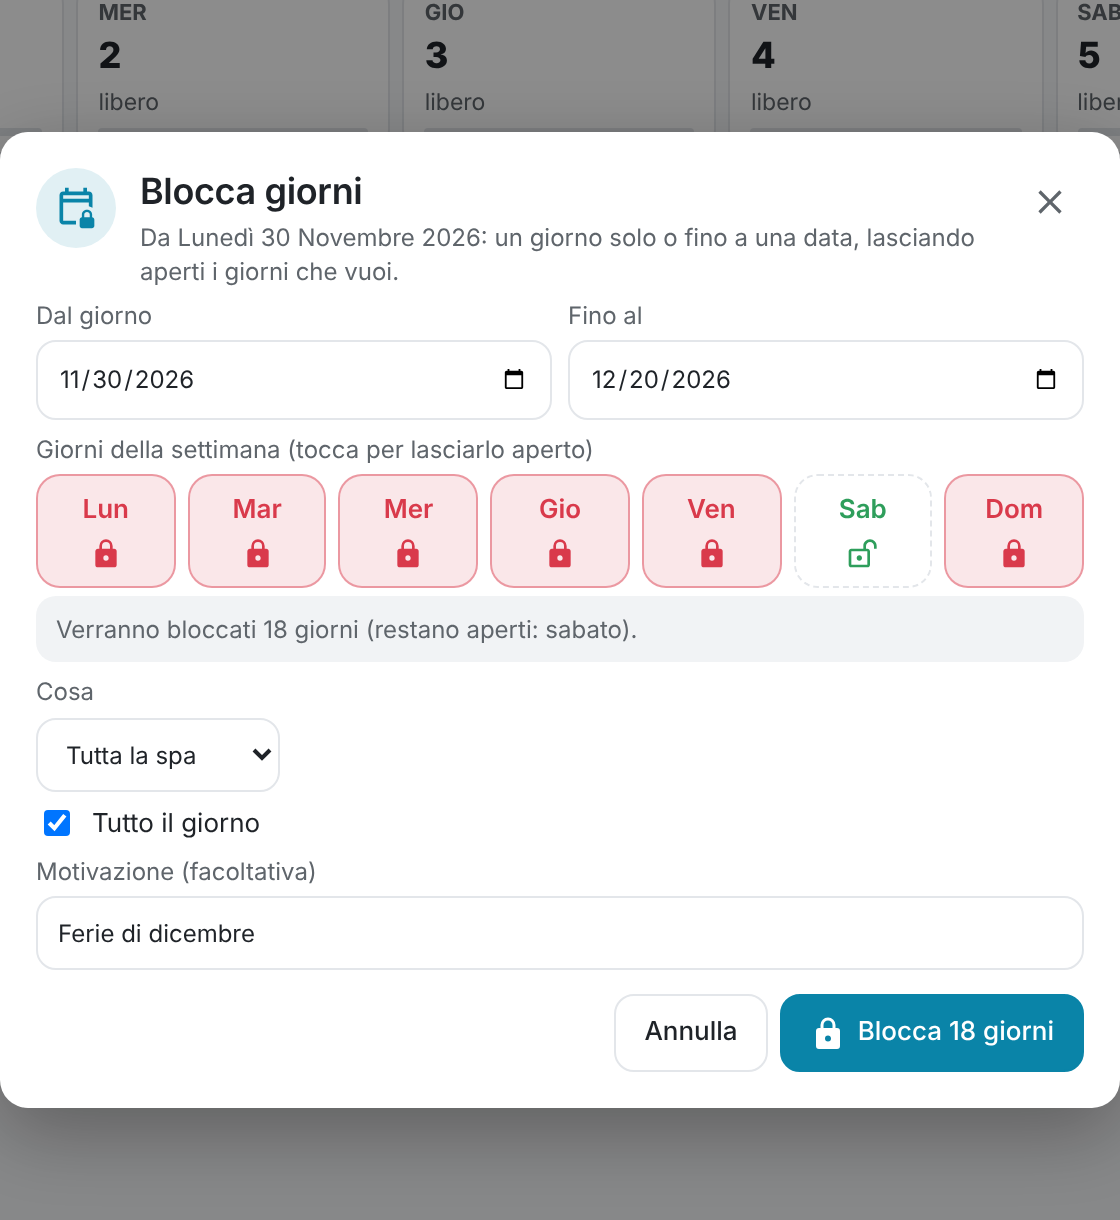 MER
GIO
VEN
SAB
2
3
4
5
libero
libero
libero
Blocca giorni
Da Lunedì 30 Novembre 2026: un giorno solo o fino a una data, lasciando
aperti i giorni che vuoi.
Dal giorno
Fino al
11/30/2026
12/20/2026
Giorni della settimana (tocca per lasciarlo aperto)
Lun
Mar
Mer
Gio
Ven
Sab
Dom
Verranno bloccati 18 giorni (restano aperti: sabato).
Cosa
Tutta la spa
Tutto il giorno
Motivazione (facoltativa)
Ferie di dicembre
Annulla
Blocca 18 giorni